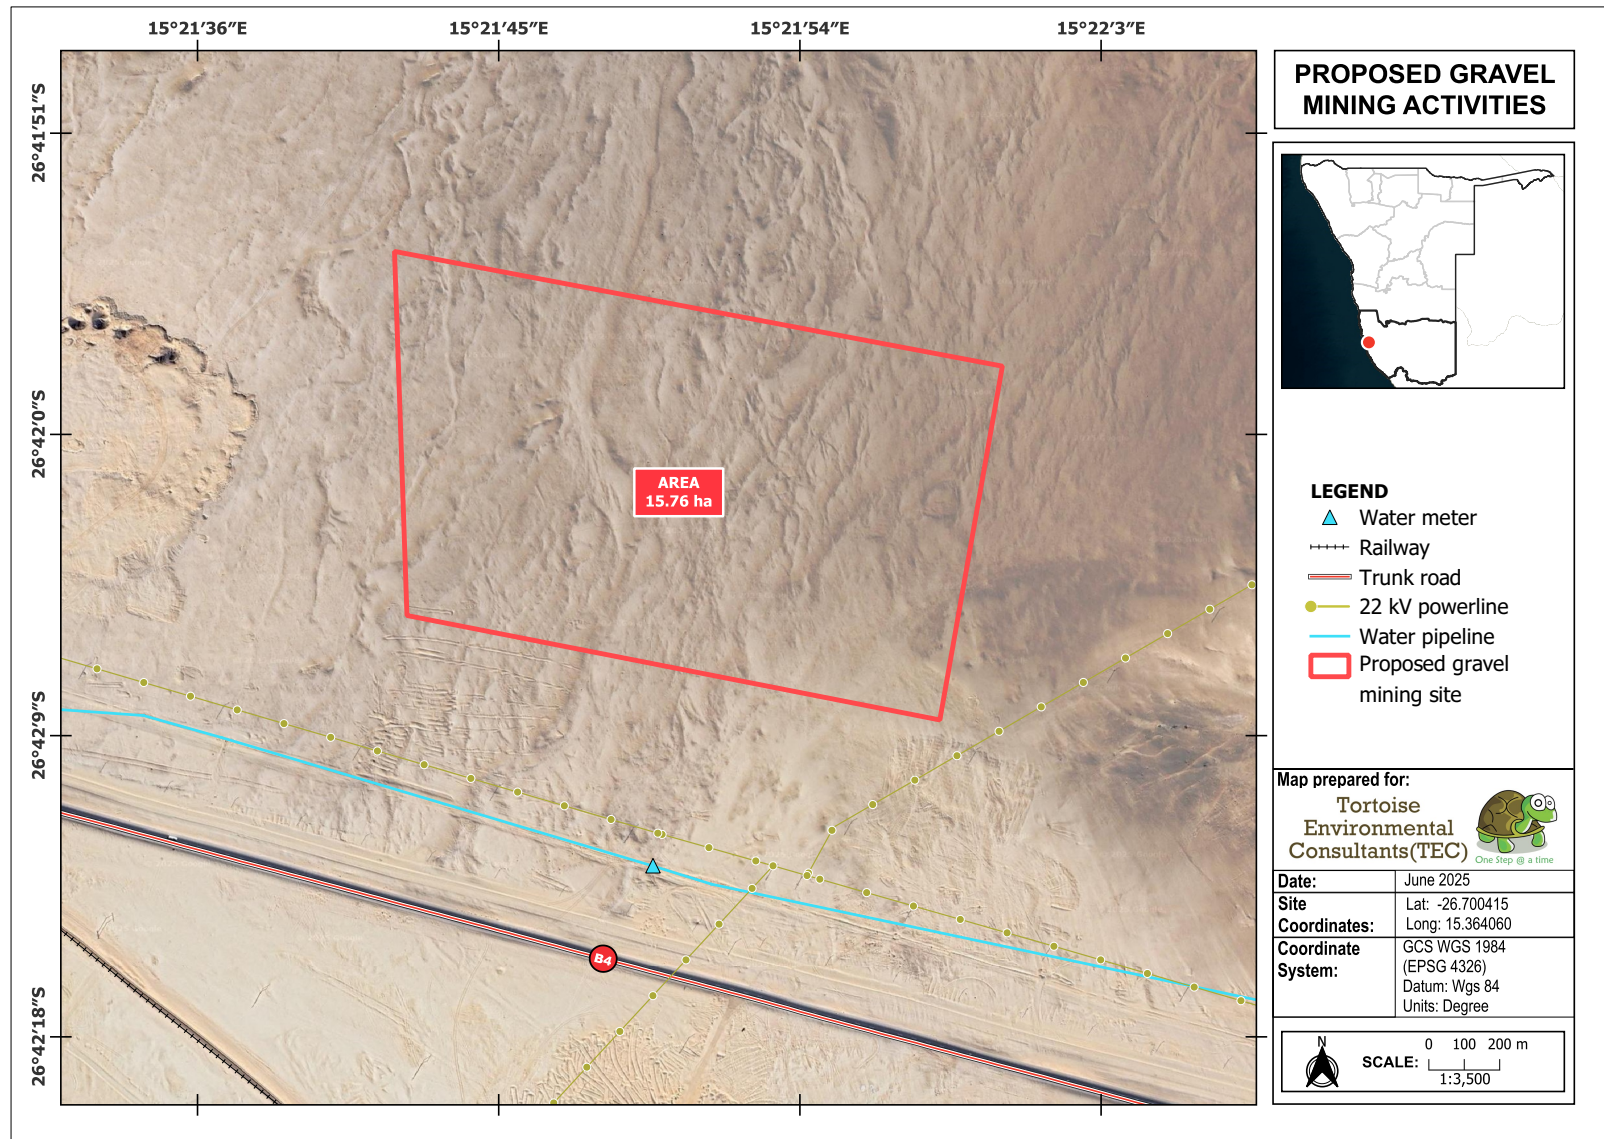 15°21′36″E
15°21′45″E
15°21′54″E
15°22′3″E
26°41′51″S
26°42′0″S
26°42′9″S
26°42′18″S
AREA
15.76 ha
B4
PROPOSED GRAVEL
MINING ACTIVITIES
LEGEND
Water meter
Railway
Trunk road
22 kV powerline
Water pipeline
Proposed gravel
mining site
Map prepared for:
Tortoise
Environmental
Consultants(TEC)
One Step @ a time
Date: June 2025
Site Lat: -26.700415
Coordinates: Long: 15.364060
Coordinate GCS WGS 1984
System: (EPSG 4326)
Datum: Wgs 84
Units: Degree
N
SCALE:
0 100 200 m
1:3,500